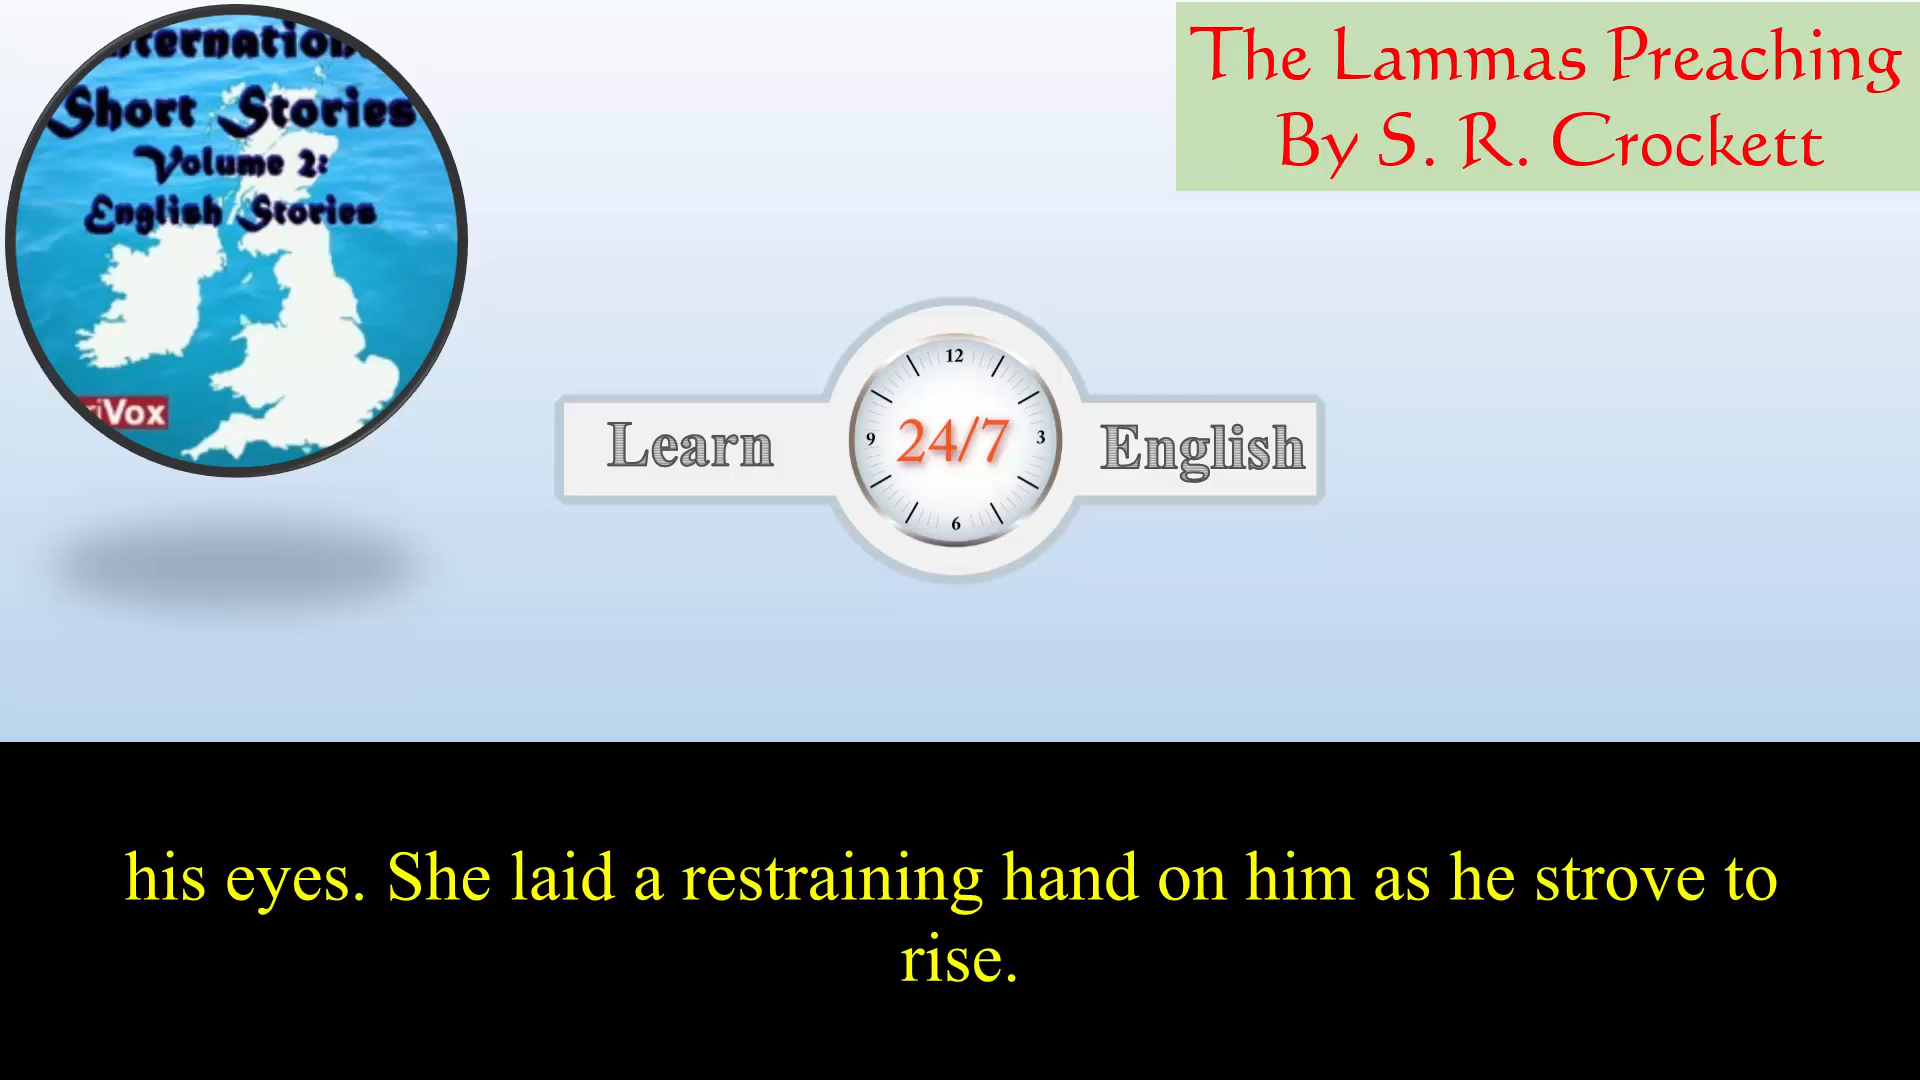 The Lammas Preaching
By S. R. Crockett
Short Stories
Volume 2:
English Stories
Vox
Learn
24/7
English
12
3
6
9
his eyes. She laid a restraining hand on him as he strove to
rise.